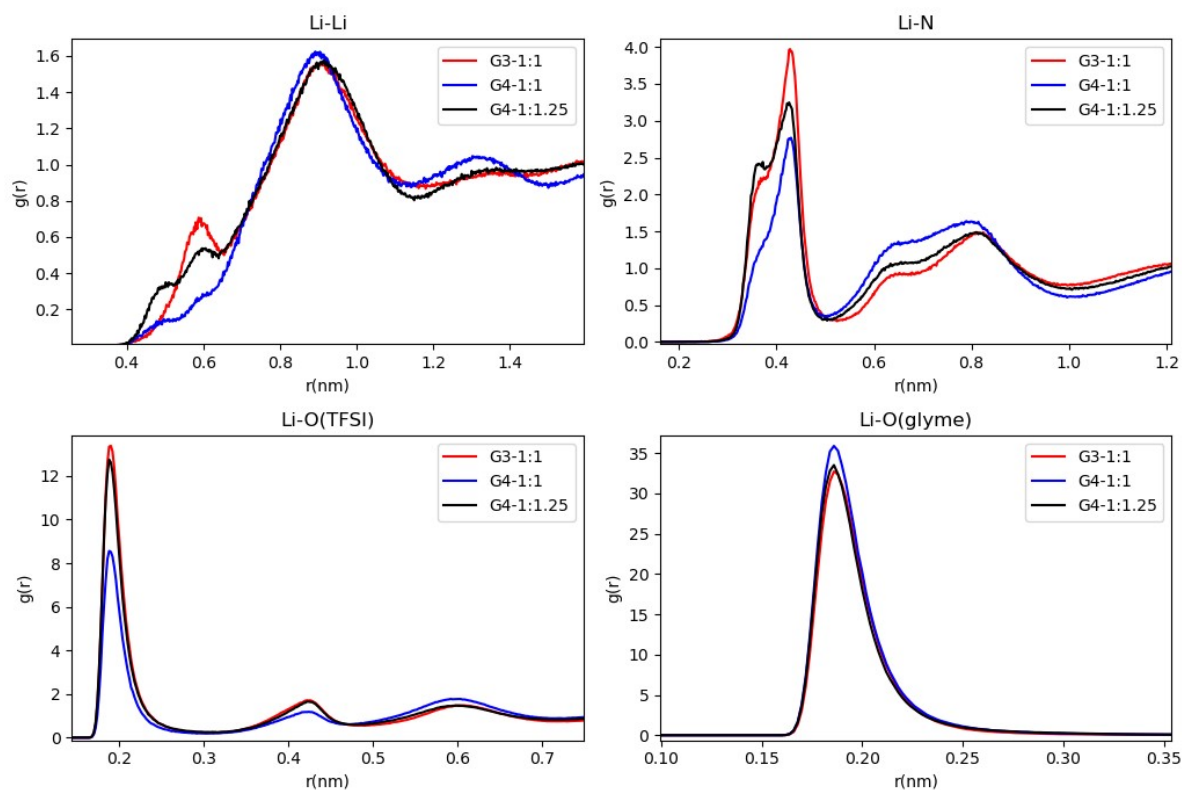 Li-Li
G3-1:1
G4-1:1
G4-1:1.25
g(r)
1.6
1.4
1.2
1.0
0.8
0.6
0.4
0.2
0.4
0.6
0.8
1.0
1.2
1.4
r(nm)
Li-N
G3-1:1
G4-1:1
G4-1:1.25
g(r)
4.0
3.5
3.0
2.5
2.0
1.5
1.0
0.5
0.0
0.2
0.4
0.6
0.8
1.0
1.2
r(nm)
Li-O(TFSI)
G3-1:1
G4-1:1
G4-1:1.25
g(r)
12
10
8
6
4
2
0
0.2
0.3
0.4
0.5
0.6
0.7
r(nm)
Li-O(glyme)
G3-1:1
G4-1:1
G4-1:1.25
g(r)
35
30
25
20
15
10
5
0
0.10
0.15
0.20
0.25
0.30
0.35
r(nm)